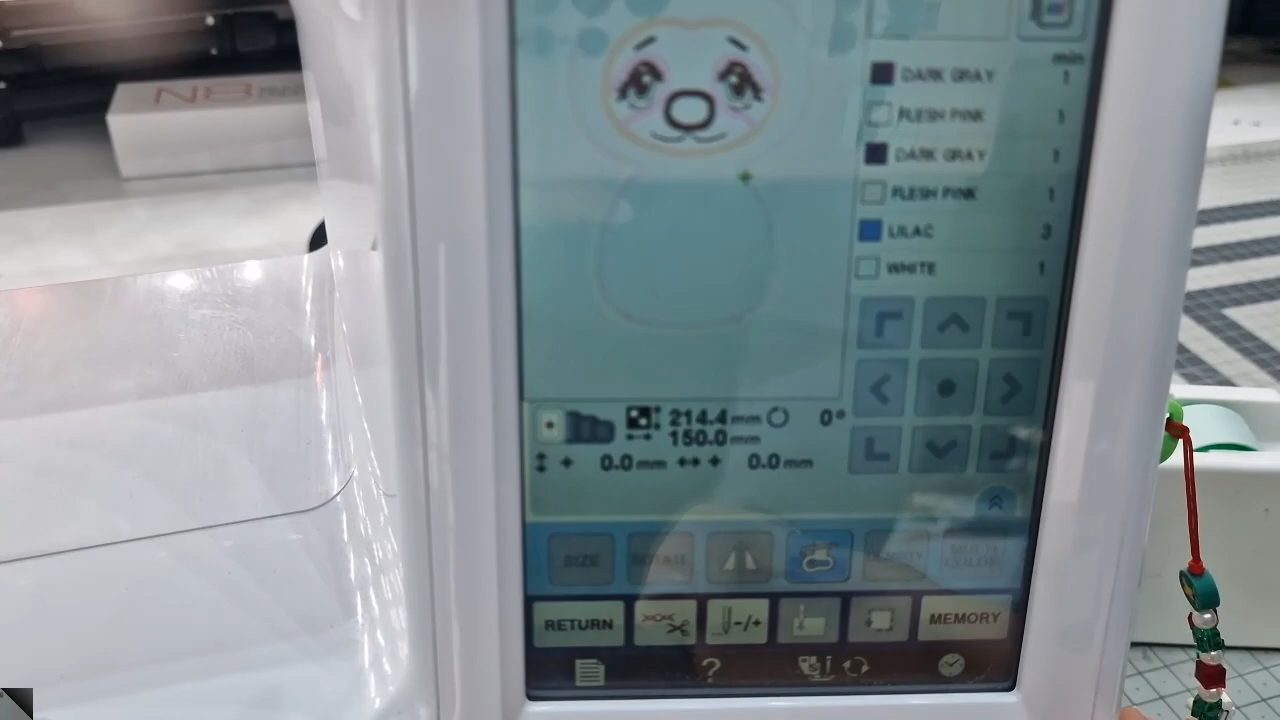 N8
min
DARK GRAY 1
FLESH PINK 1
DARK GRAY 1
FLESH PINK 1
LILAC 3
WHITE 1
214.4 mm 0°
150.0 mm
+ 0.0 mm + 0.0 mm
SIZE
RETURN -/+ MEMORY
?